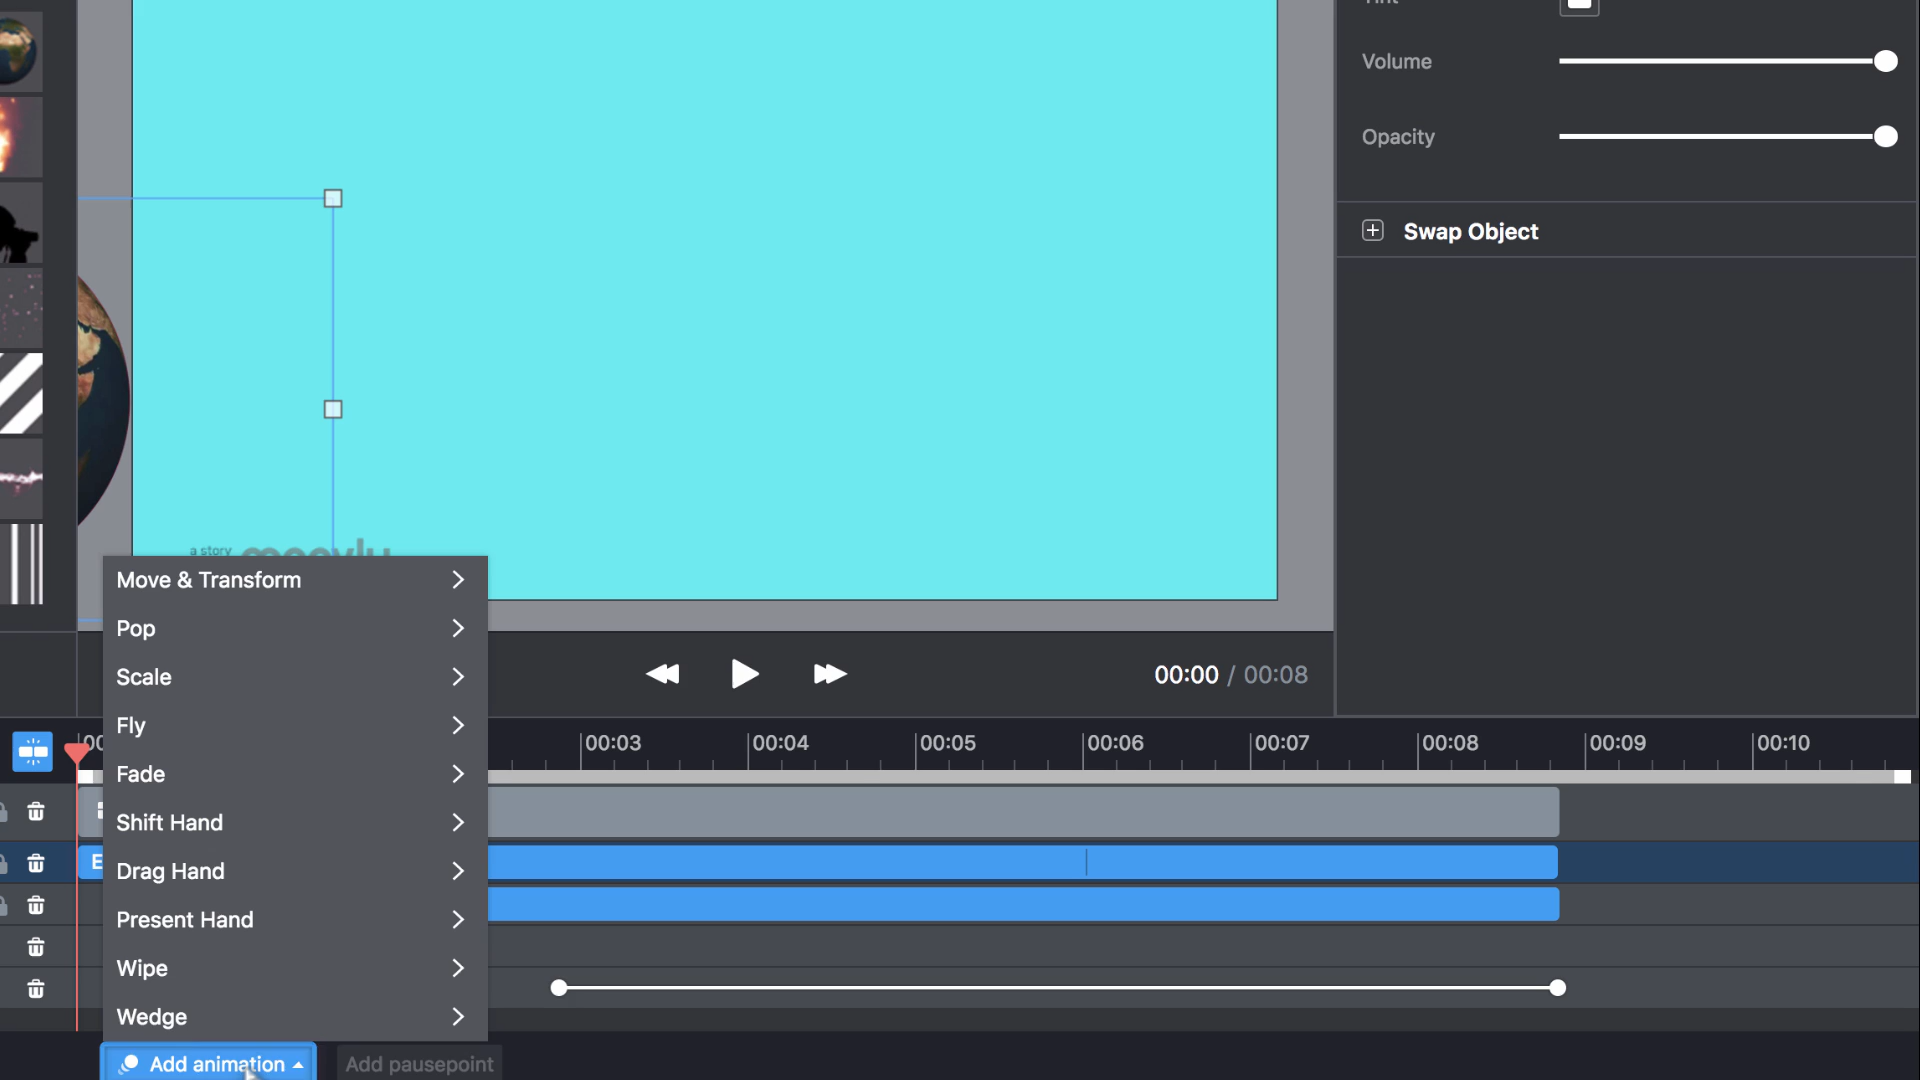 Volume
Opacity
Swap Object
a story
Move & Transform
Pop
Scale
Fly
Fade
Shift Hand
Drag Hand
Present Hand
Wipe
Wedge
00:00 / 00:08
00:03
00:04
00:05
00:06
00:07
00:08
00:09
00:10
Add animation
Add pausepoint